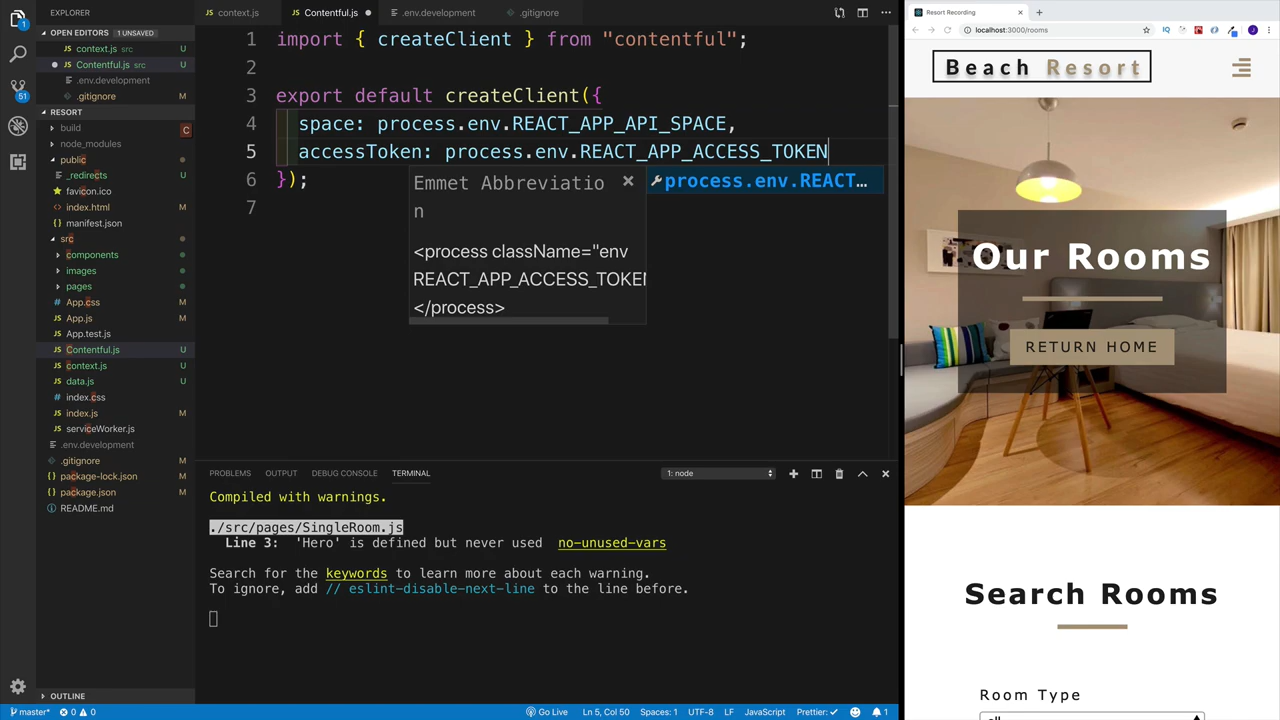 EXPLORER
OPEN EDITORS 1 UNSAVED
context.js src
Contentful.js src
.env.development
.gitignore
RESORT
build
node_modules
public
_redirects U
favicon.ico
index.html M
manifest.json
src
components
images
pages
App.css M
App.js M
App.test.js
Contentful.js U
context.js U
data.js U
index.css M
index.js M
serviceWorker.js
.env.development
.gitignore M
package-lock.json M
package.json M
README.md
OUTLINE
master*
0 0
context.js
Contentful.js
.env.development
.gitignore
1 import { createClient } from "contentful";
2
3 export default createClient({
4 space: process.env.REACT_APP_API_SPACE,
5 accessToken: process.env.REACT_APP_ACCESS_TOKEN
6 });
7
Emmet Abbreviatio
n
<process className="env
REACT_APP_ACCESS_TOKEN
</process>
process.env.REACT…
PROBLEMS OUTPUT DEBUG CONSOLE TERMINAL 1: node
Compiled with warnings.
./src/pages/SingleRoom.js
Line 3: 'Hero' is defined but never used no-unused-vars
Search for the keywords to learn more about each warning.
To ignore, add // eslint-disable-next-line to the line before.
Go Live Ln 5, Col 50 Spaces: 1 UTF-8 LF JavaScript Prettier: ✓ 1
Resort Recording
localhost:3000/rooms
Beach Resort
Our Rooms
RETURN HOME
Search Rooms
Room Type
all